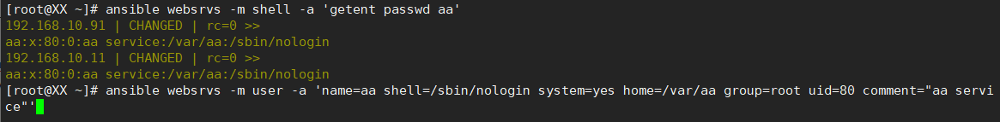 [root@XX ~]# ansible websrvs -m shell -a 'getent passwd aa'
192.168.10.91 | CHANGED | rc=0 >>
aa:x:80:0:aa service:/var/aa:/sbin/nologin
192.168.10.11 | CHANGED | rc=0 >>
aa:x:80:0:aa service:/var/aa:/sbin/nologin
[root@XX ~]# ansible websrvs -m user -a 'name=aa shell=/sbin/nologin system=yes home=/var/aa group=root uid=80 comment="aa servi
ce"'